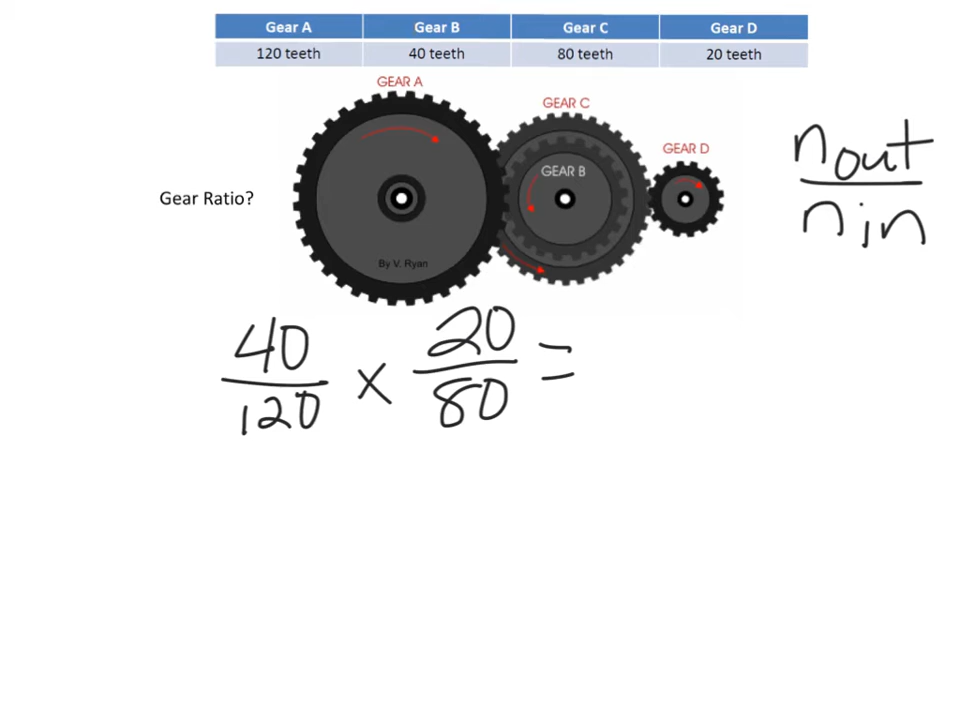 Gear A Gear B Gear C Gear D
120 teeth 40 teeth 80 teeth 20 teeth
GEAR A
GEAR C
GEAR D
GEAR B
Gear Ratio?
By V. Ryan
nout
nin
40 20
x =
120 80